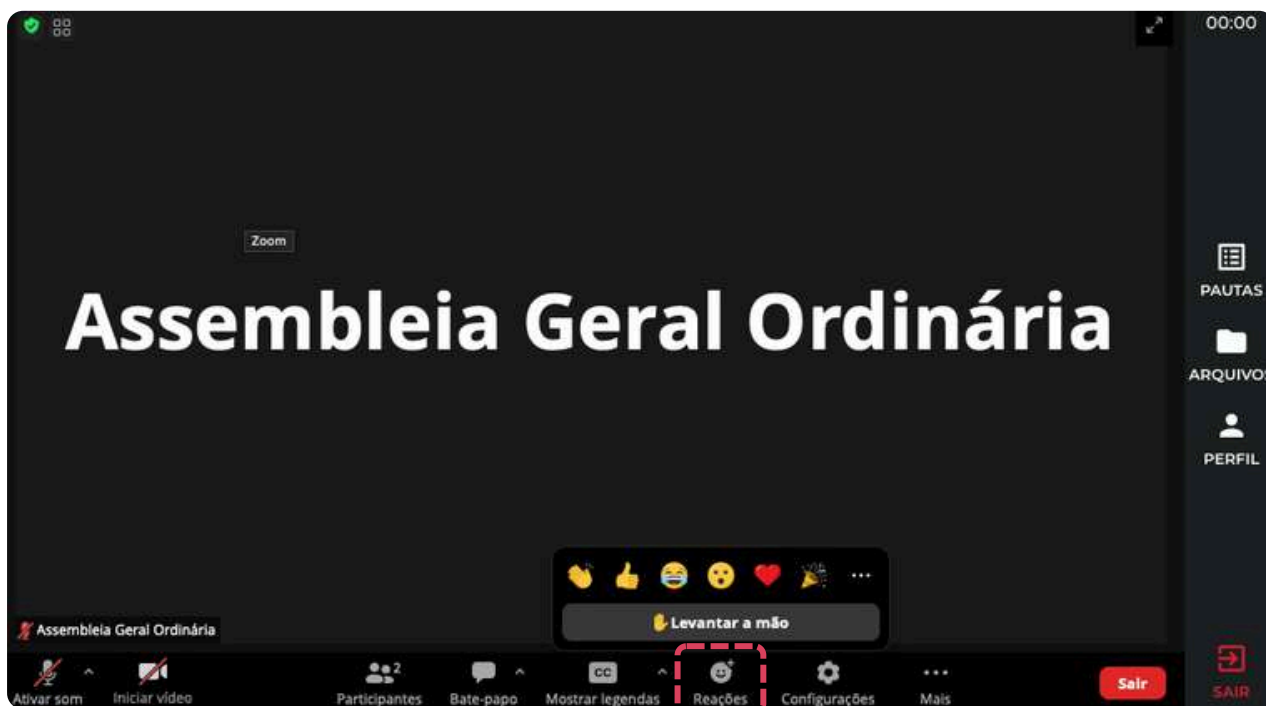 00:00
Zoom
Assembleia Geral Ordinária
PAUTAS
ARQUIVOS
PERFIL
Levantar a mão
Assembleia Geral Ordinária
2
CC
Ativar som
Iniciar vídeo
Participantes
Bate-papo
Mostrar legendas
Reações
Configurações
Mais
Sair
SAIR